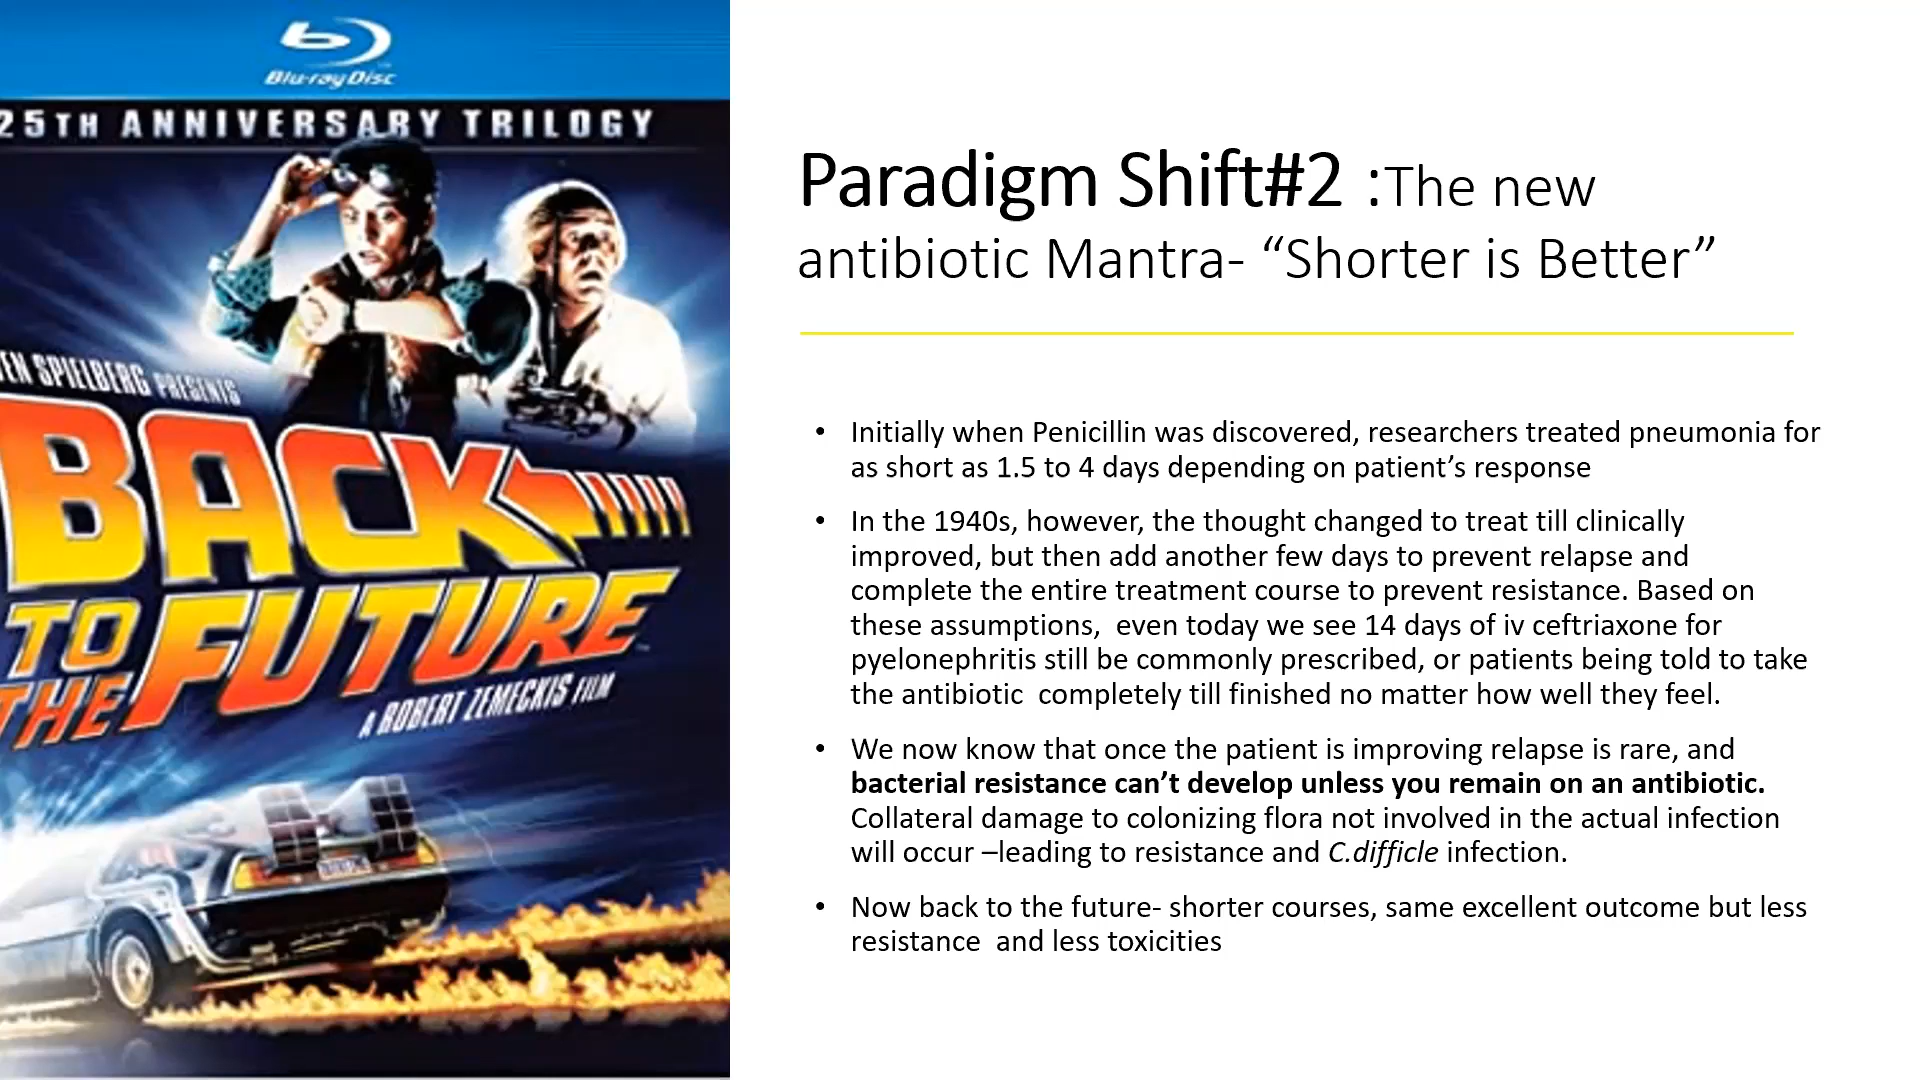 Blu-ray Disc
25TH ANNIVERSARY TRILOGY
EN SPIELBERG PRESENTS
BACK
TO
THE FUTURE
A ROBERT ZEMECKIS FILM
Paradigm Shift#2 :The new
antibiotic Mantra- “Shorter is Better”
• Initially when Penicillin was discovered, researchers treated pneumonia for
as short as 1.5 to 4 days depending on patient’s response
• In the 1940s, however, the thought changed to treat till clinically
improved, but then add another few days to prevent relapse and
complete the entire treatment course to prevent resistance. Based on
these assumptions,  even today we see 14 days of iv ceftriaxone for
pyelonephritis still be commonly prescribed, or patients being told to take
the antibiotic  completely till finished no matter how well they feel.
• We now know that once the patient is improving relapse is rare, and
bacterial resistance can’t develop unless you remain on an antibiotic.
Collateral damage to colonizing flora not involved in the actual infection
will occur –leading to resistance and C.difficle infection.
• Now back to the future- shorter courses, same excellent outcome but less
resistance  and less toxicities